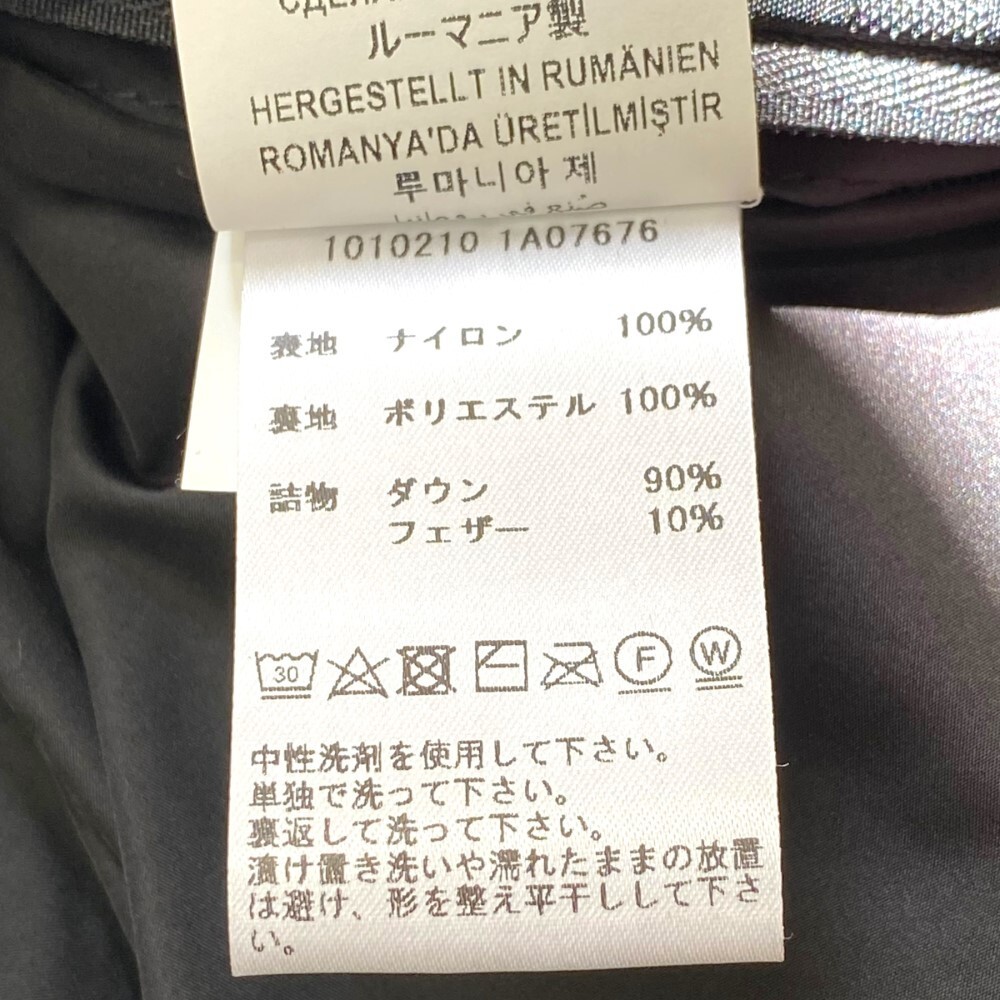 ルーマニア製
HERGESTELLT IN RUMÄNIEN
ROMANYA'DA ÜRETİLMİŞTİR
루마니아 제
1010210 1A07676
表地 ナイロン 100%
裏地 ポリエステル 100%
詰物 ダウン 90%
フェザー 10%
30 F W
中性洗剤を使用して下さい。
単独で洗って下さい。
裏返して洗って下さい。
漬け置き洗いや濡れたままの放置
は避け、形を整え平干しして下さ
い。